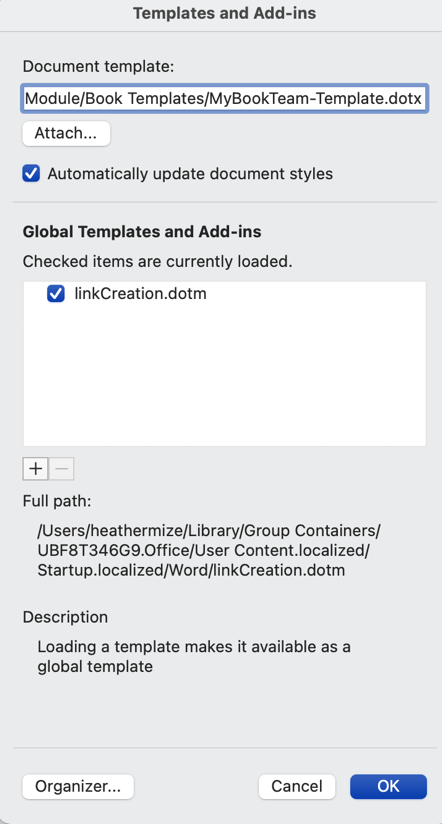 Templates and Add-ins
Document template:
Module/Book Templates/MyBookTeam-Template.dotx
Attach...
Automatically update document styles
Global Templates and Add-ins
Checked items are currently loaded.
linkCreation.dotm
+ −
Full path:
/Users/heathermize/Library/Group Containers/
UBF8T346G9.Office/User Content.localized/
Startup.localized/Word/linkCreation.dotm
Description
Loading a template makes it available as a
global template
Organizer... Cancel OK